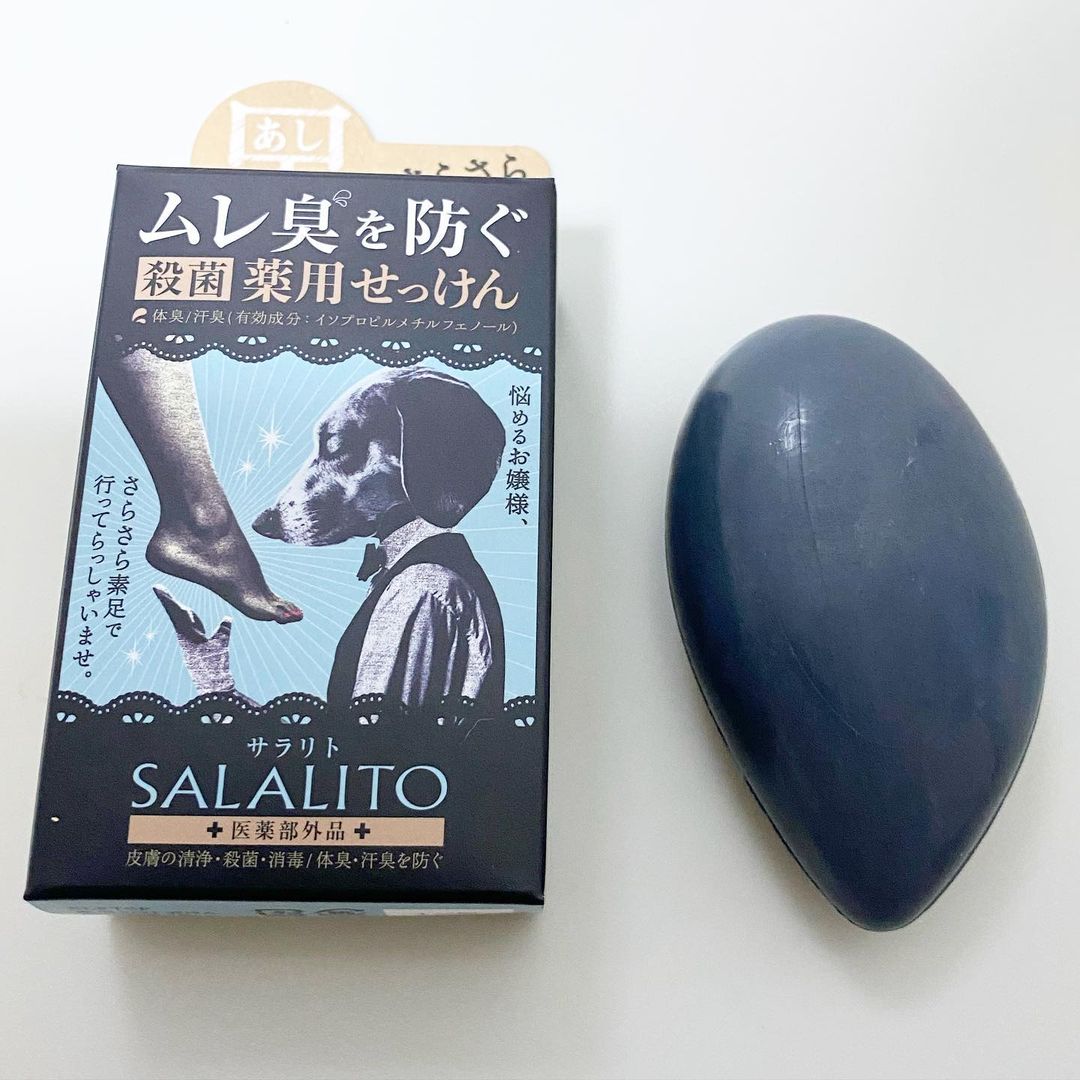 あし
さら
ムレ臭を防ぐ
殺菌 薬用せっけん
体臭/汗臭(有効成分:イソプロピルメチルフェノール)
悩めるお嬢様、
さらさら素足で
行ってらっしゃいませ。
サラリト
SALALITO
✚医薬部外品✚
皮膚の清浄・殺菌・消毒/体臭・汗臭を防ぐ